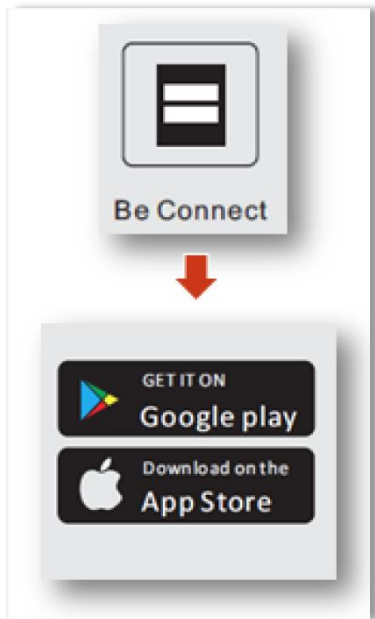 Be Connect
GET IT ON
Google play
Download on the
App Store